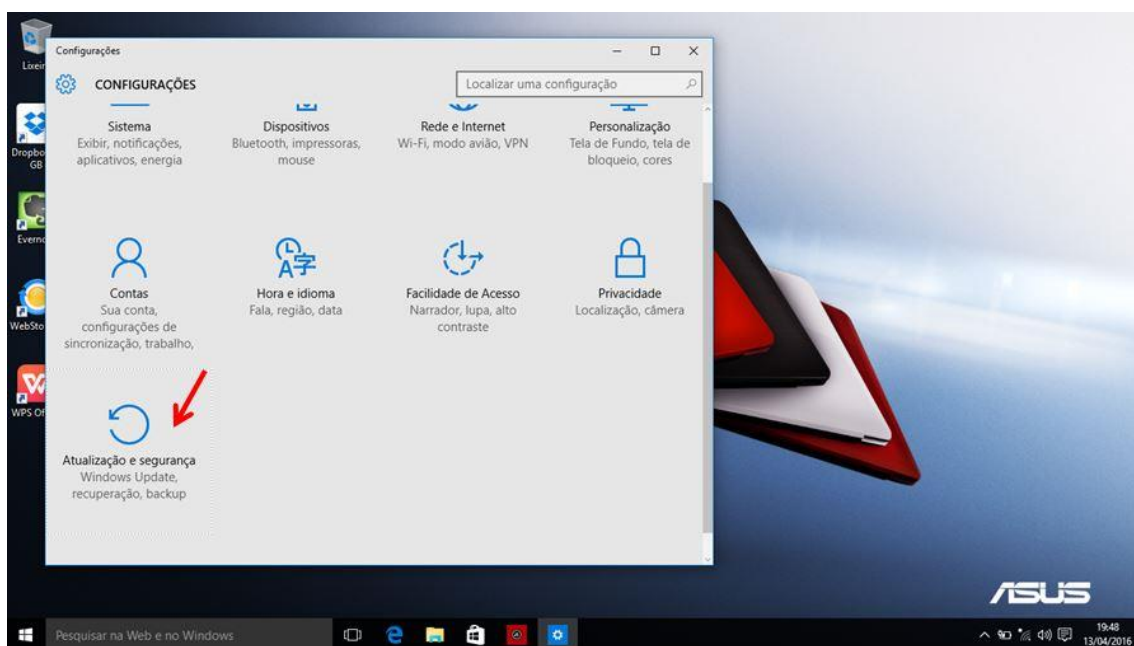 Lixeir
Dropbo
GB
Everno
WebSto
WPS Of
Configurações
CONFIGURAÇÕES
Localizar uma configuração
Sistema
Exibir, notificações,
aplicativos, energia
Dispositivos
Bluetooth, impressoras,
mouse
Rede e Internet
Wi-Fi, modo avião, VPN
Personalização
Tela de Fundo, tela de
bloqueio, cores
Contas
Sua conta,
configurações de
sincronização, trabalho,
Hora e idioma
Fala, região, data
Facilidade de Acesso
Narrador, lupa, alto
contraste
Privacidade
Localização, câmera
Atualização e segurança
Windows Update,
recuperação, backup
ASUS
Pesquisar na Web e no Windows
19:48
13/04/2016